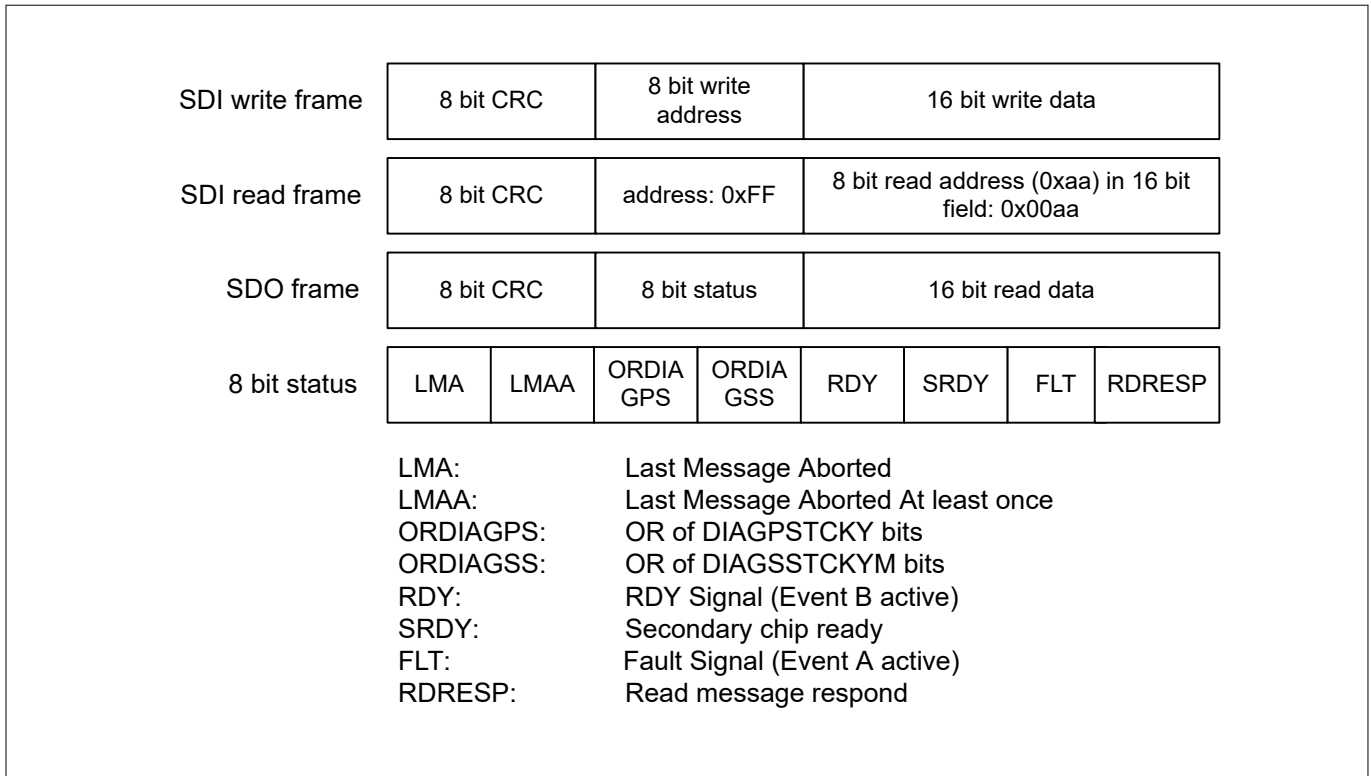 SDI write frame 8 bit CRC 8 bit write address 16 bit write data
SDI read frame 8 bit CRC address: 0xFF 8 bit read address (0xaa) in 16 bit field: 0x00aa
SDO frame 8 bit CRC 8 bit status 16 bit read data
8 bit status LMA LMAA ORDIA GPS ORDIA GSS RDY SRDY FLT RDRESP
LMA: Last Message Aborted
LMAA: Last Message Aborted At least once
ORDIAGPS: OR of DIAGPSTCKY bits
ORDIAGSS: OR of DIAGSSTCKYM bits
RDY: RDY Signal (Event B active)
SRDY: Secondary chip ready
FLT: Fault Signal (Event A active)
RDRESP: Read message respond